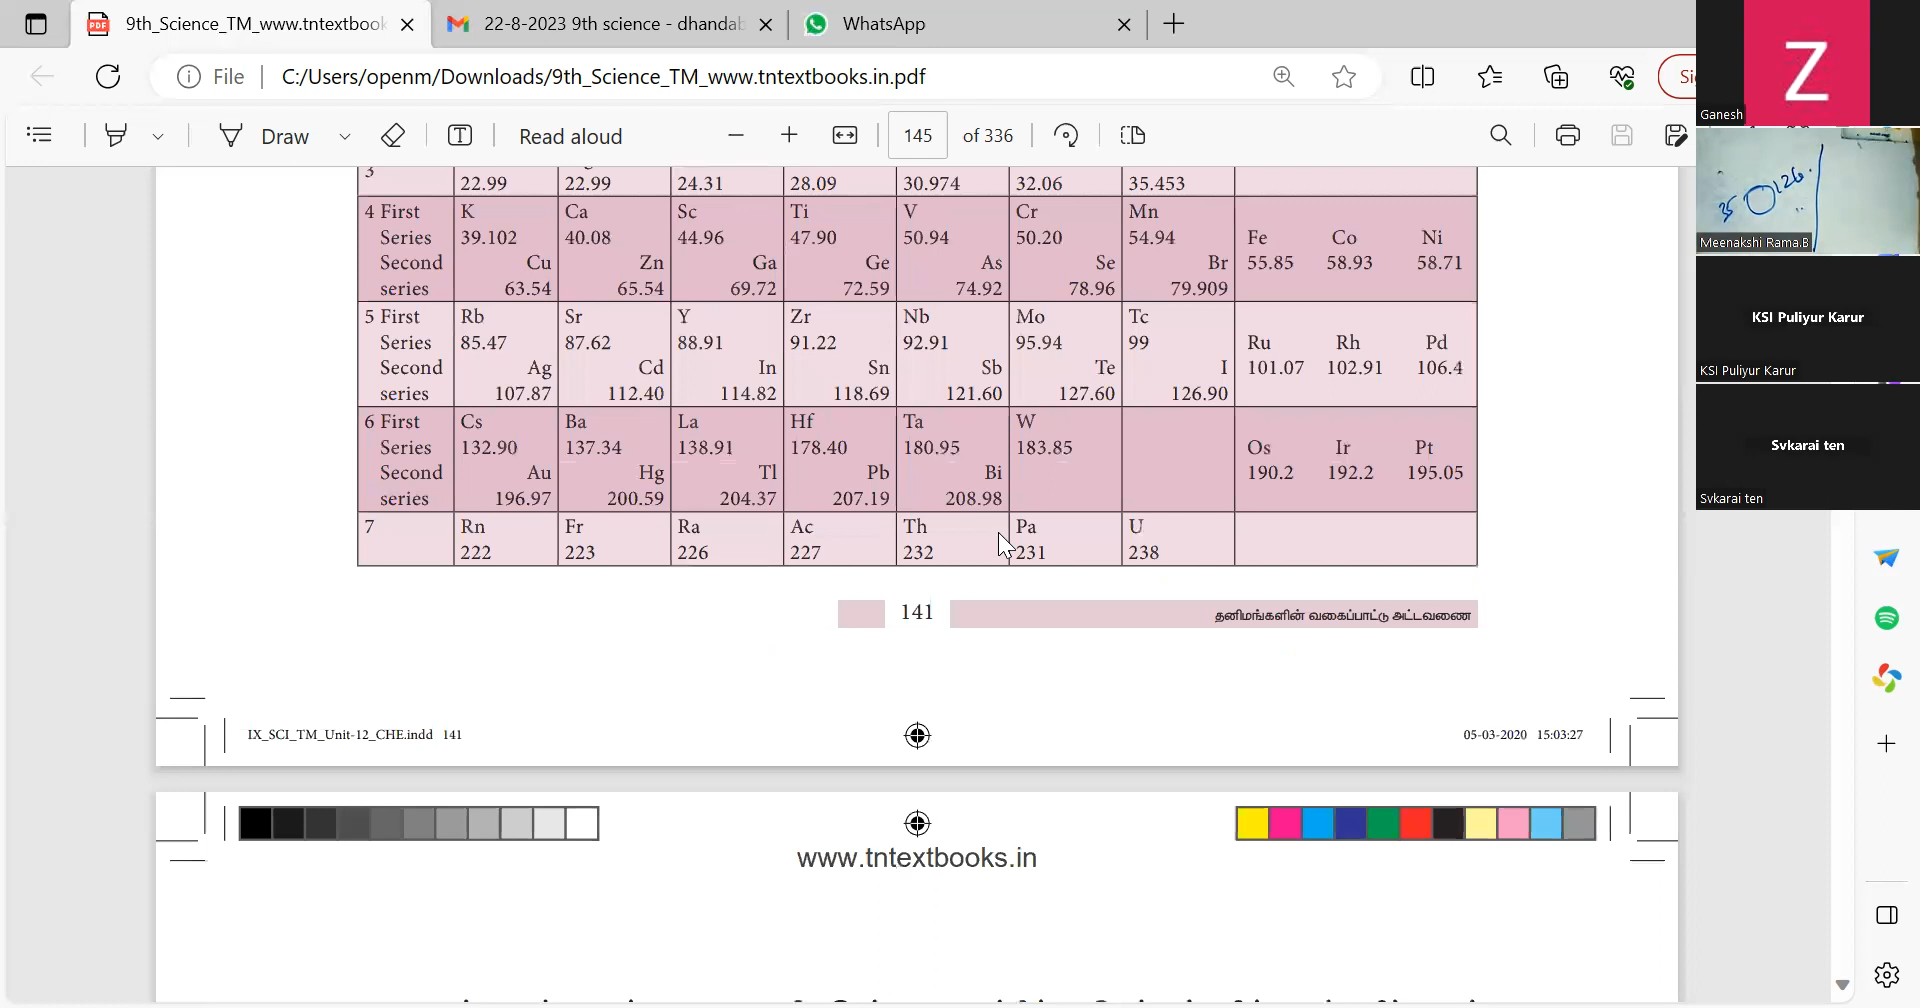 9th_Science_TM_www.tntextbook
22-8-2023 9th science - dhandab
WhatsApp
File
C:/Users/openm/Downloads/9th_Science_TM_www.tntextbooks.in.pdf
Draw
Read aloud
145 of 336
3 22.99 22.99 24.31 28.09 30.974 32.06 35.453
4 First K Ca Sc Ti V Cr Mn
Series 39.102 40.08 44.96 47.90 50.94 50.20 54.94 Fe Co Ni
Second Cu Zn Ga Ge As Se Br 55.85 58.93 58.71
series 63.54 65.54 69.72 72.59 74.92 78.96 79.909
5 First Rb Sr Y Zr Nb Mo Tc
Series 85.47 87.62 88.91 91.22 92.91 95.94 99 Ru Rh Pd
Second Ag Cd In Sn Sb Te I 101.07 102.91 106.4
series 107.87 112.40 114.82 118.69 121.60 127.60 126.90
6 First Cs Ba La Hf Ta W
Series 132.90 137.34 138.91 178.40 180.95 183.85 Os Ir Pt
Second Au Hg Tl Pb Bi 190.2 192.2 195.05
series 196.97 200.59 204.37 207.19 208.98
7 Rn Fr Ra Ac Th Pa U
222 223 226 227 232 231 238
141
தனிமங்களின் வகைப்பாட்டு அட்டவணை
IX_SCI_TM_Unit-12_CHE.indd 141
05-03-2020 15:03:27
www.tntextbooks.in
Z
Ganesh
35 126
Meenakshi Rama.B
KSI Puliyur Karur
KSI Puliyur Karur
Svkarai ten
Svkarai ten